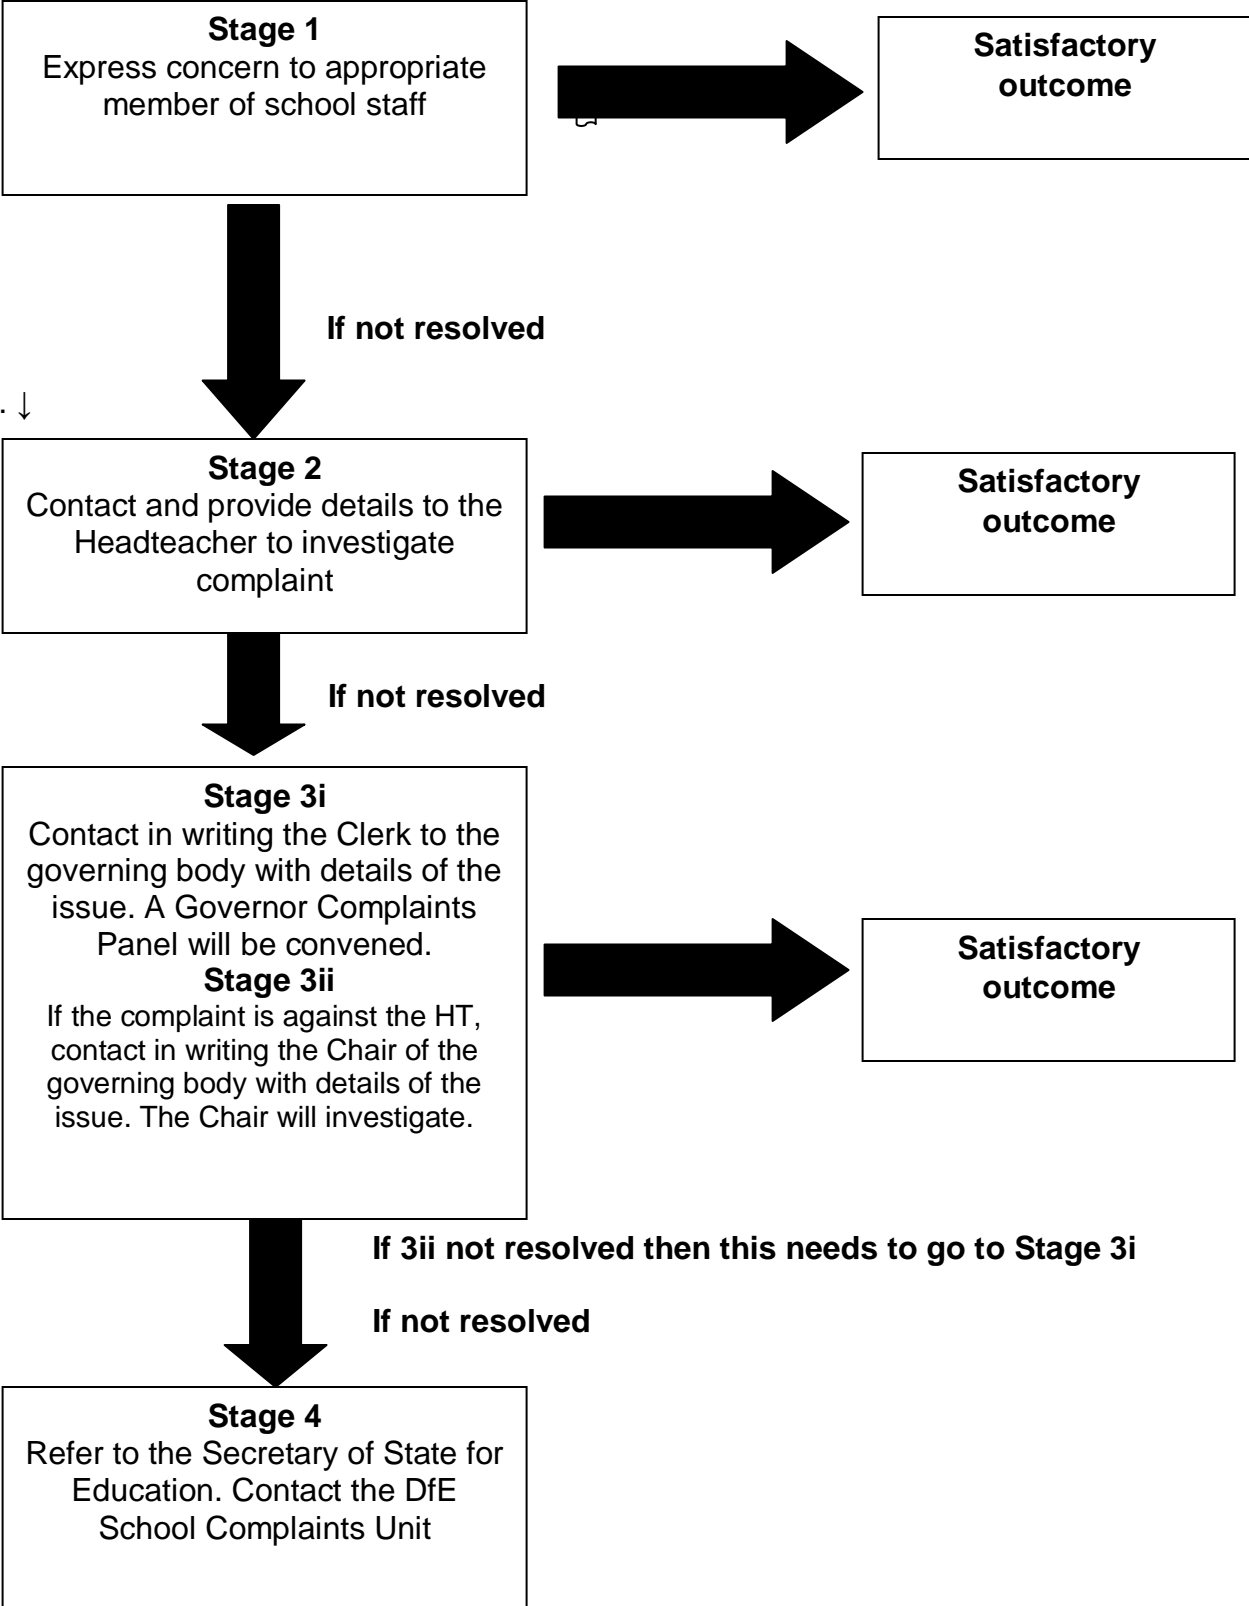 Stage 1
Express concern to appropriate
member of school staff
Satisfactory
outcome
If not resolved
. ↓
Stage 2
Contact and provide details to the
Headteacher to investigate
complaint
Satisfactory
outcome
If not resolved
Stage 3i
Contact in writing the Clerk to the
governing body with details of the
issue. A Governor Complaints
Panel will be convened.
Stage 3ii
If the complaint is against the HT,
contact in writing the Chair of the
governing body with details of the
issue. The Chair will investigate.
Satisfactory
outcome
If 3ii not resolved then this needs to go to Stage 3i
If not resolved
Stage 4
Refer to the Secretary of State for
Education. Contact the DfE
School Complaints Unit